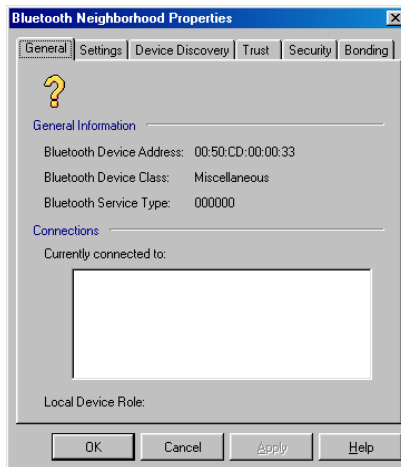 Bluetooth Neighborhood Properties
General Settings Device Discovery Trust Security Bonding
General Information
Bluetooth Device Address: 00:50:CD:00:00:33
Bluetooth Device Class: Miscellaneous
Bluetooth Service Type: 000000
Connections
Currently connected to:
Local Device Role:
OK Cancel Apply Help